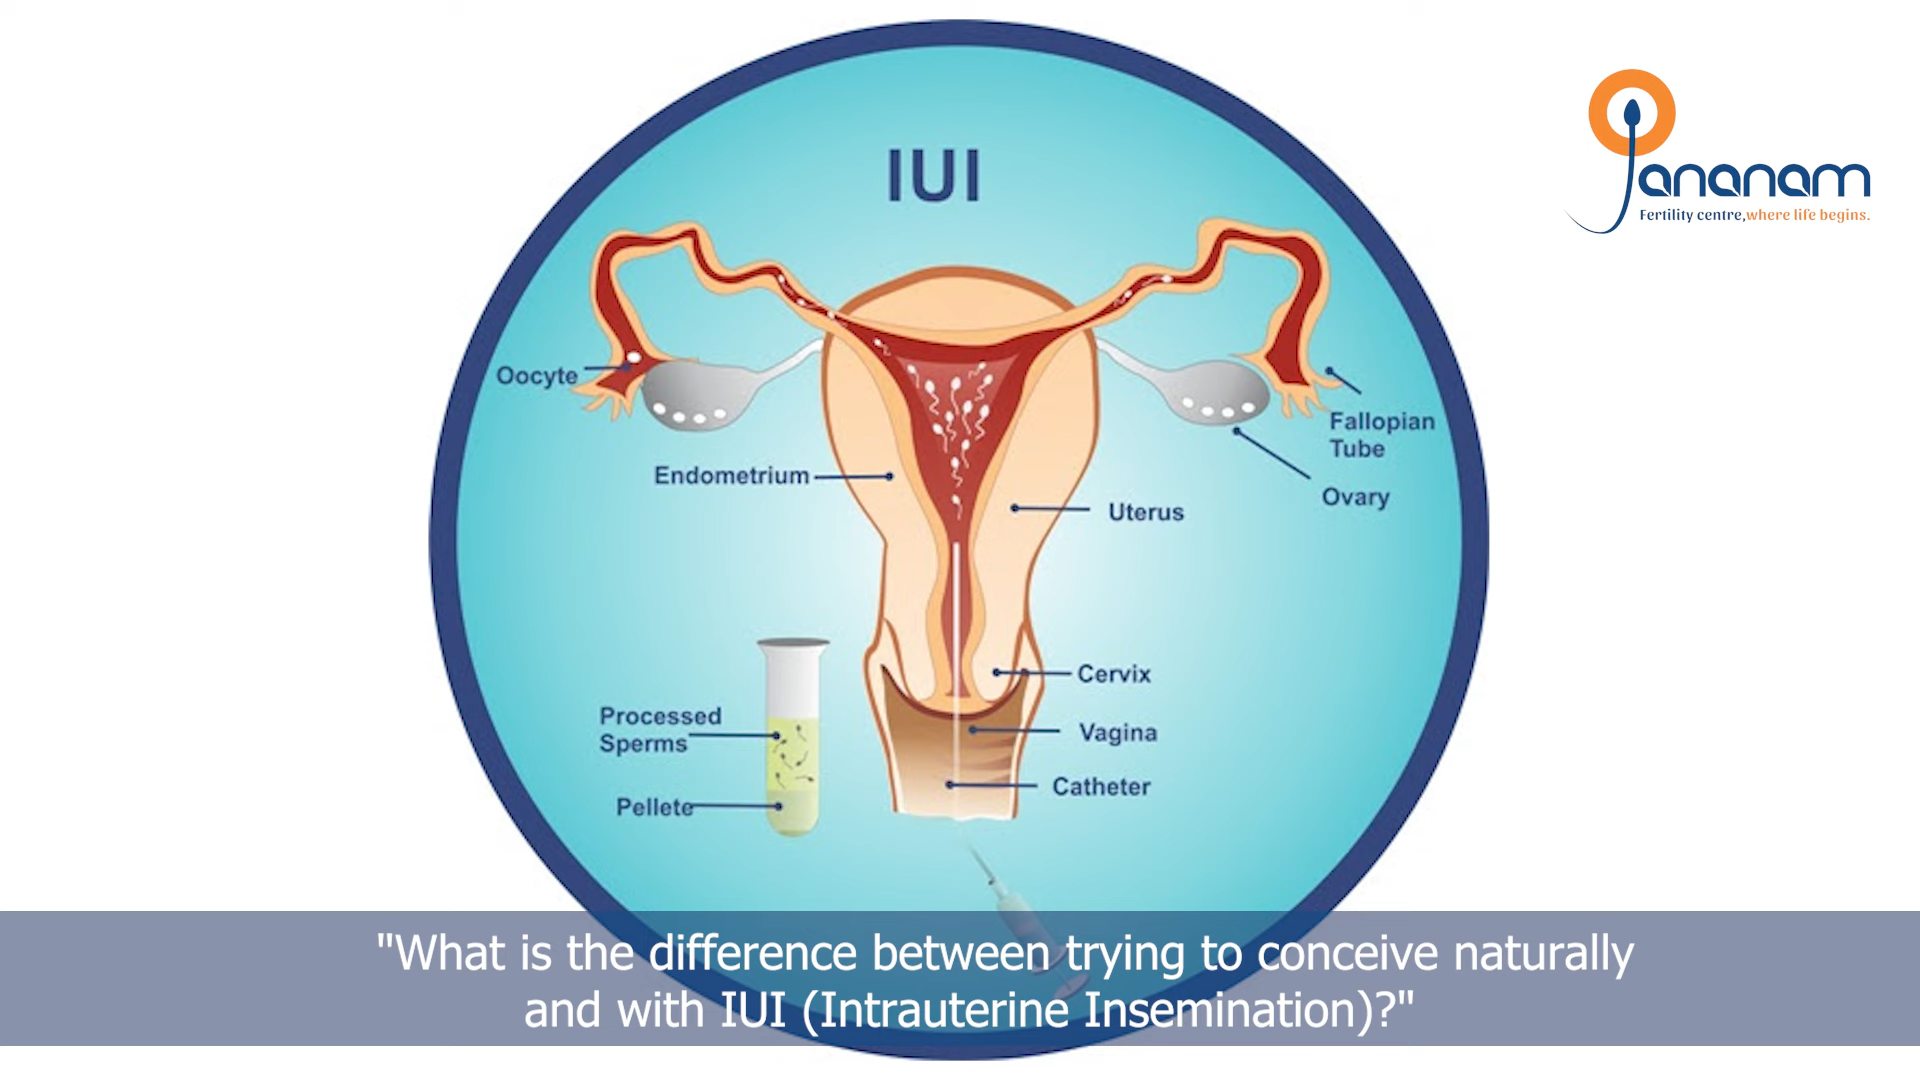 IUI
Jananam
Fertility centre, where life begins.
Oocyte
Fallopian
Tube
Endometrium
Ovary
Uterus
Cervix
Processed
Sperms
Vagina
Catheter
Pellete
"What is the difference between trying to conceive naturally
and with IUI (Intrauterine Insemination)?"